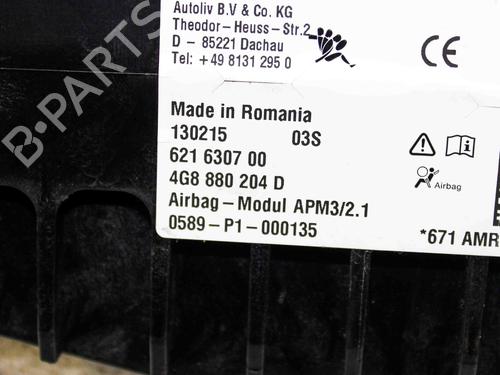 Autoliv B.V & Co. KG
Theodor-Heuss-Str.2
D - 85221 Dachau
Tel: +49 8131 295 0
CE
Made in Romania
130215 03S
621 6307 00
4G8 880 204 D
Airbag
Airbag-Modul APM3/2.1
0589-P1-000135
*671 AMR
B-PARTS